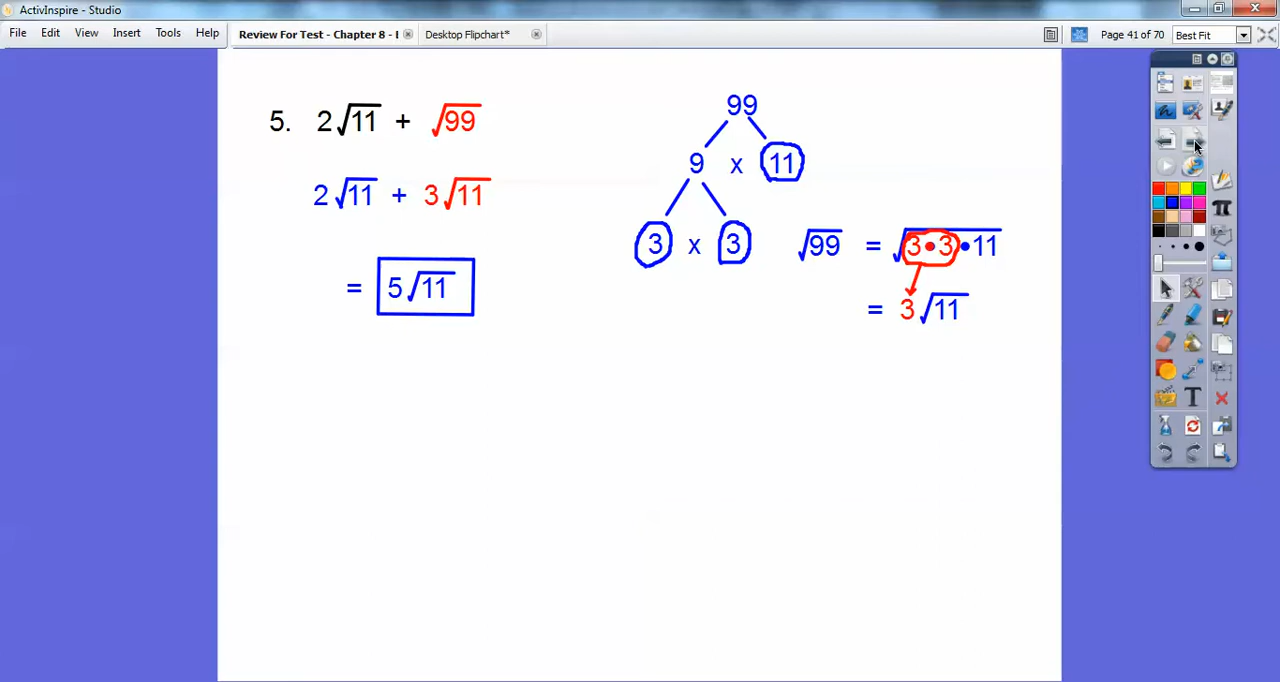 ActivInspire - Studio
File Edit View Insert Tools Help
Review For Test - Chapter 8 - I
Desktop Flipchart*
Page 41 of 70
Best Fit
5. 2√11 + √99
2√11 + 3√11
= 5√11
99
9 x 11
3 x 3
√99 = √3•3•11
= 3√11
T
π